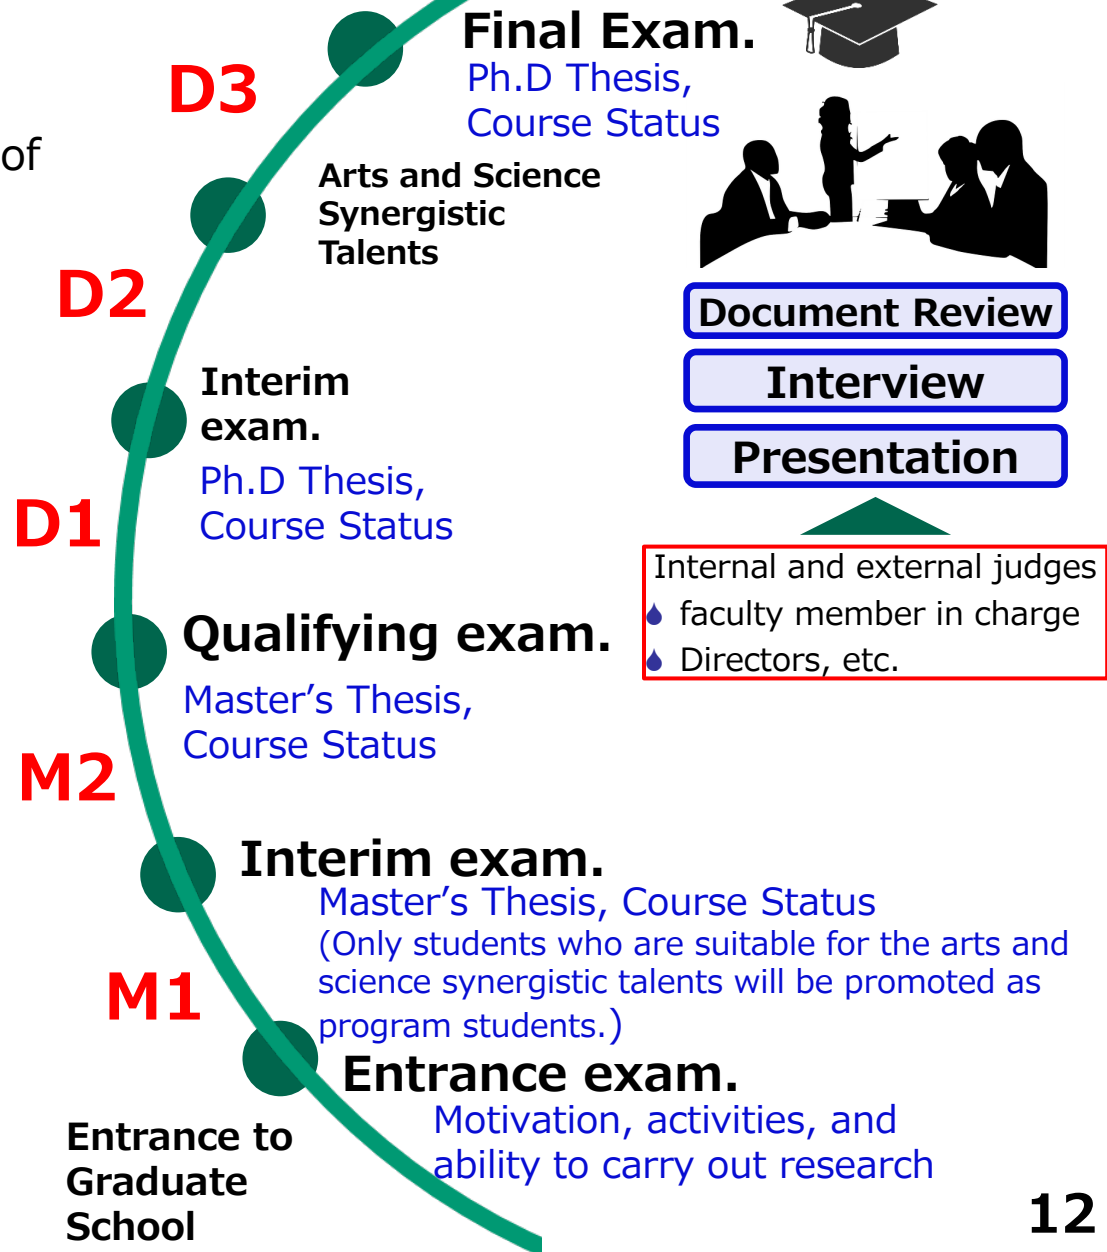 Final Exam.
Ph.D Thesis,
Course Status
D3
of
Arts and Science
Synergistic
Talents
D2
Interim
exam.
Ph.D Thesis,
Course Status
D1
Qualifying exam.
Master’s Thesis,
Course Status
M2
Interim exam.
Master’s Thesis, Course Status
(Only students who are suitable for the arts and
science synergistic talents will be promoted as
program students.)
M1
Entrance exam.
Motivation, activities, and
ability to carry out research
Entrance to
Graduate
School
Document Review
Interview
Presentation
Internal and external judges
faculty member in charge
Directors, etc.
12